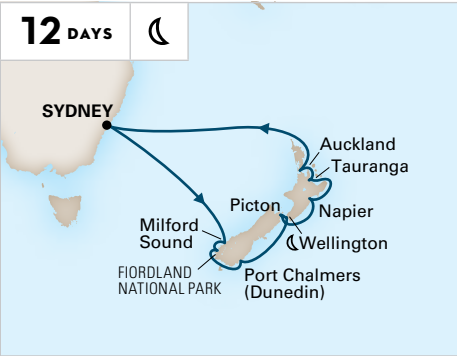 12 DAYS
SYDNEY
Auckland
Tauranga
Picton
Napier
Milford
Sound
Wellington
FIORDLAND
NATIONAL PARK
Port Chalmers
(Dunedin)